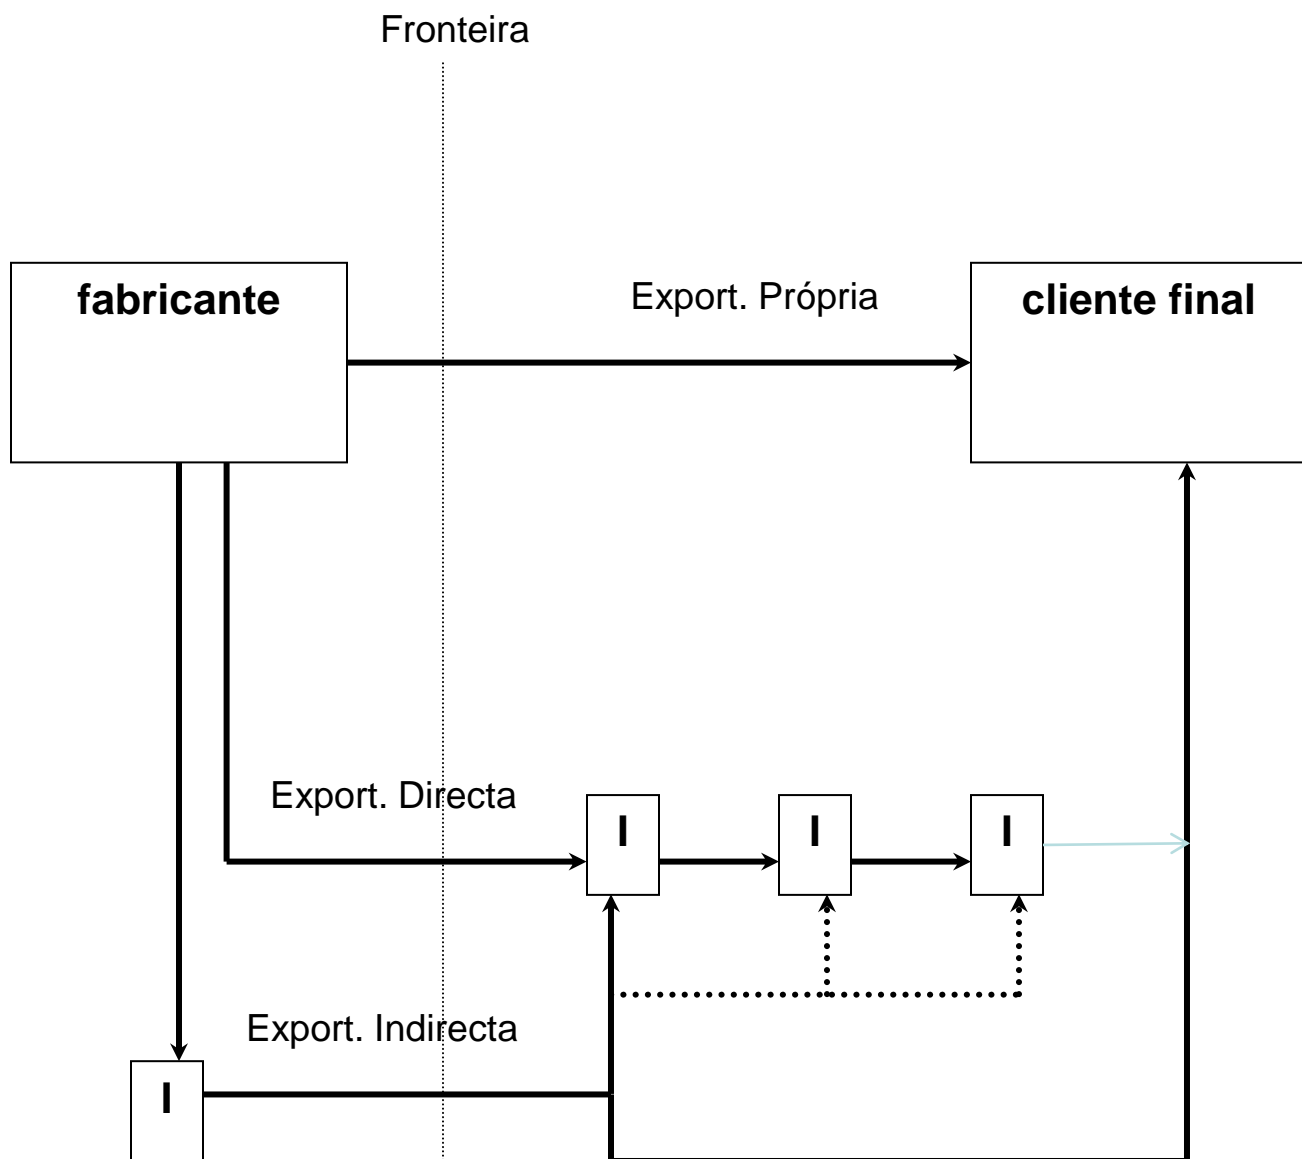 Fronteira
fabricante
Export. Própria
cliente final
Export. Directa
I
I
I
Export. Indirecta
I